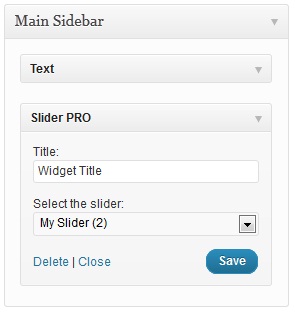 Main Sidebar
Text
Slider PRO
Title:
Widget Title
Select the slider:
My Slider (2)
Delete | Close
Save